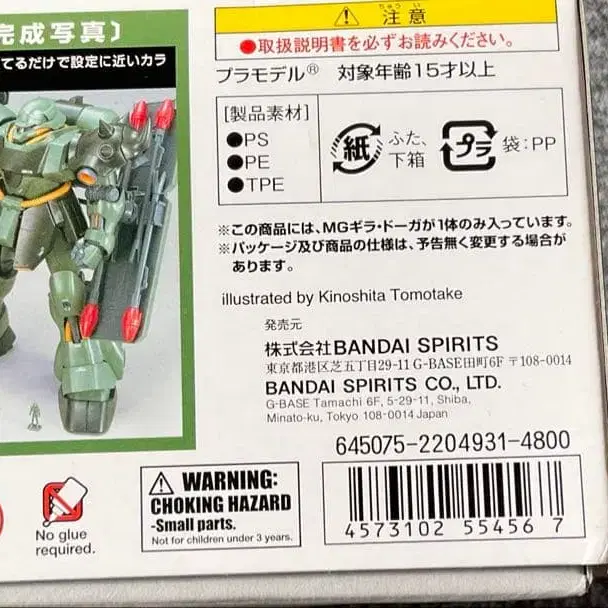 完成写真〕
てるだけで設定に近いカラ
注意
ちゅう い
●取扱説明書を必ずお読みください。
プラモデル® 対象年齢15才以上
[製品素材]
●PS
●PE
●TPE
紙
ふた、
下箱
プラ
袋:PP
※この商品には、MGギラ・ドーガが1体のみ入っています。
※パッケージ及び商品の仕様は、予告無く変更する場合が
あります。
illustrated by Kinoshita Tomotake
発売元
株式会社BANDAI SPIRITS
東京都港区芝五丁目29-11 G-BASE田町6F 〒108-0014
BANDAI SPIRITS CO., LTD.
G-BASE Tamachi 6F, 5-29-11, Shiba,
Minato-ku, Tokyo 108-0014 Japan
645075-2204931-4800
No glue
required.
WARNING:
CHOKING HAZARD
-Small parts.
Not for children under 3 years.
4573102 55456 7